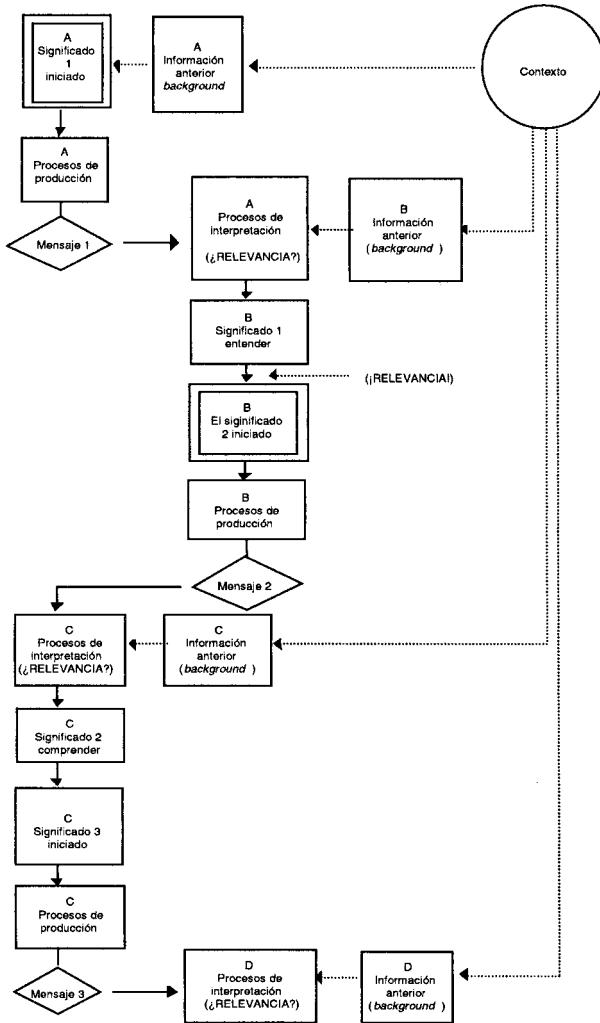 A
Significado
1
iniciado
A
Información
anterior
background
Contexto
A
Procesos de
producción
Mensaje 1
A
Procesos de
interpretación
(¿RELEVANCIA?)
B
Información
anterior
(background )
B
Significado 1
entender
(¡RELEVANCIA!)
B
El siginificado
2 iniciado
B
Procesos de
producción
Mensaje 2
C
Procesos de
interpretación
(¿RELEVANCIA?)
C
Información
anterior
(background )
C
Significado 2
comprender
C
Significado 3
iniciado
C
Procesos de
producción
Mensaje 3
D
Procesos de
interpretación
(¿RELEVANCIA?)
D
Información
anterior
(background )